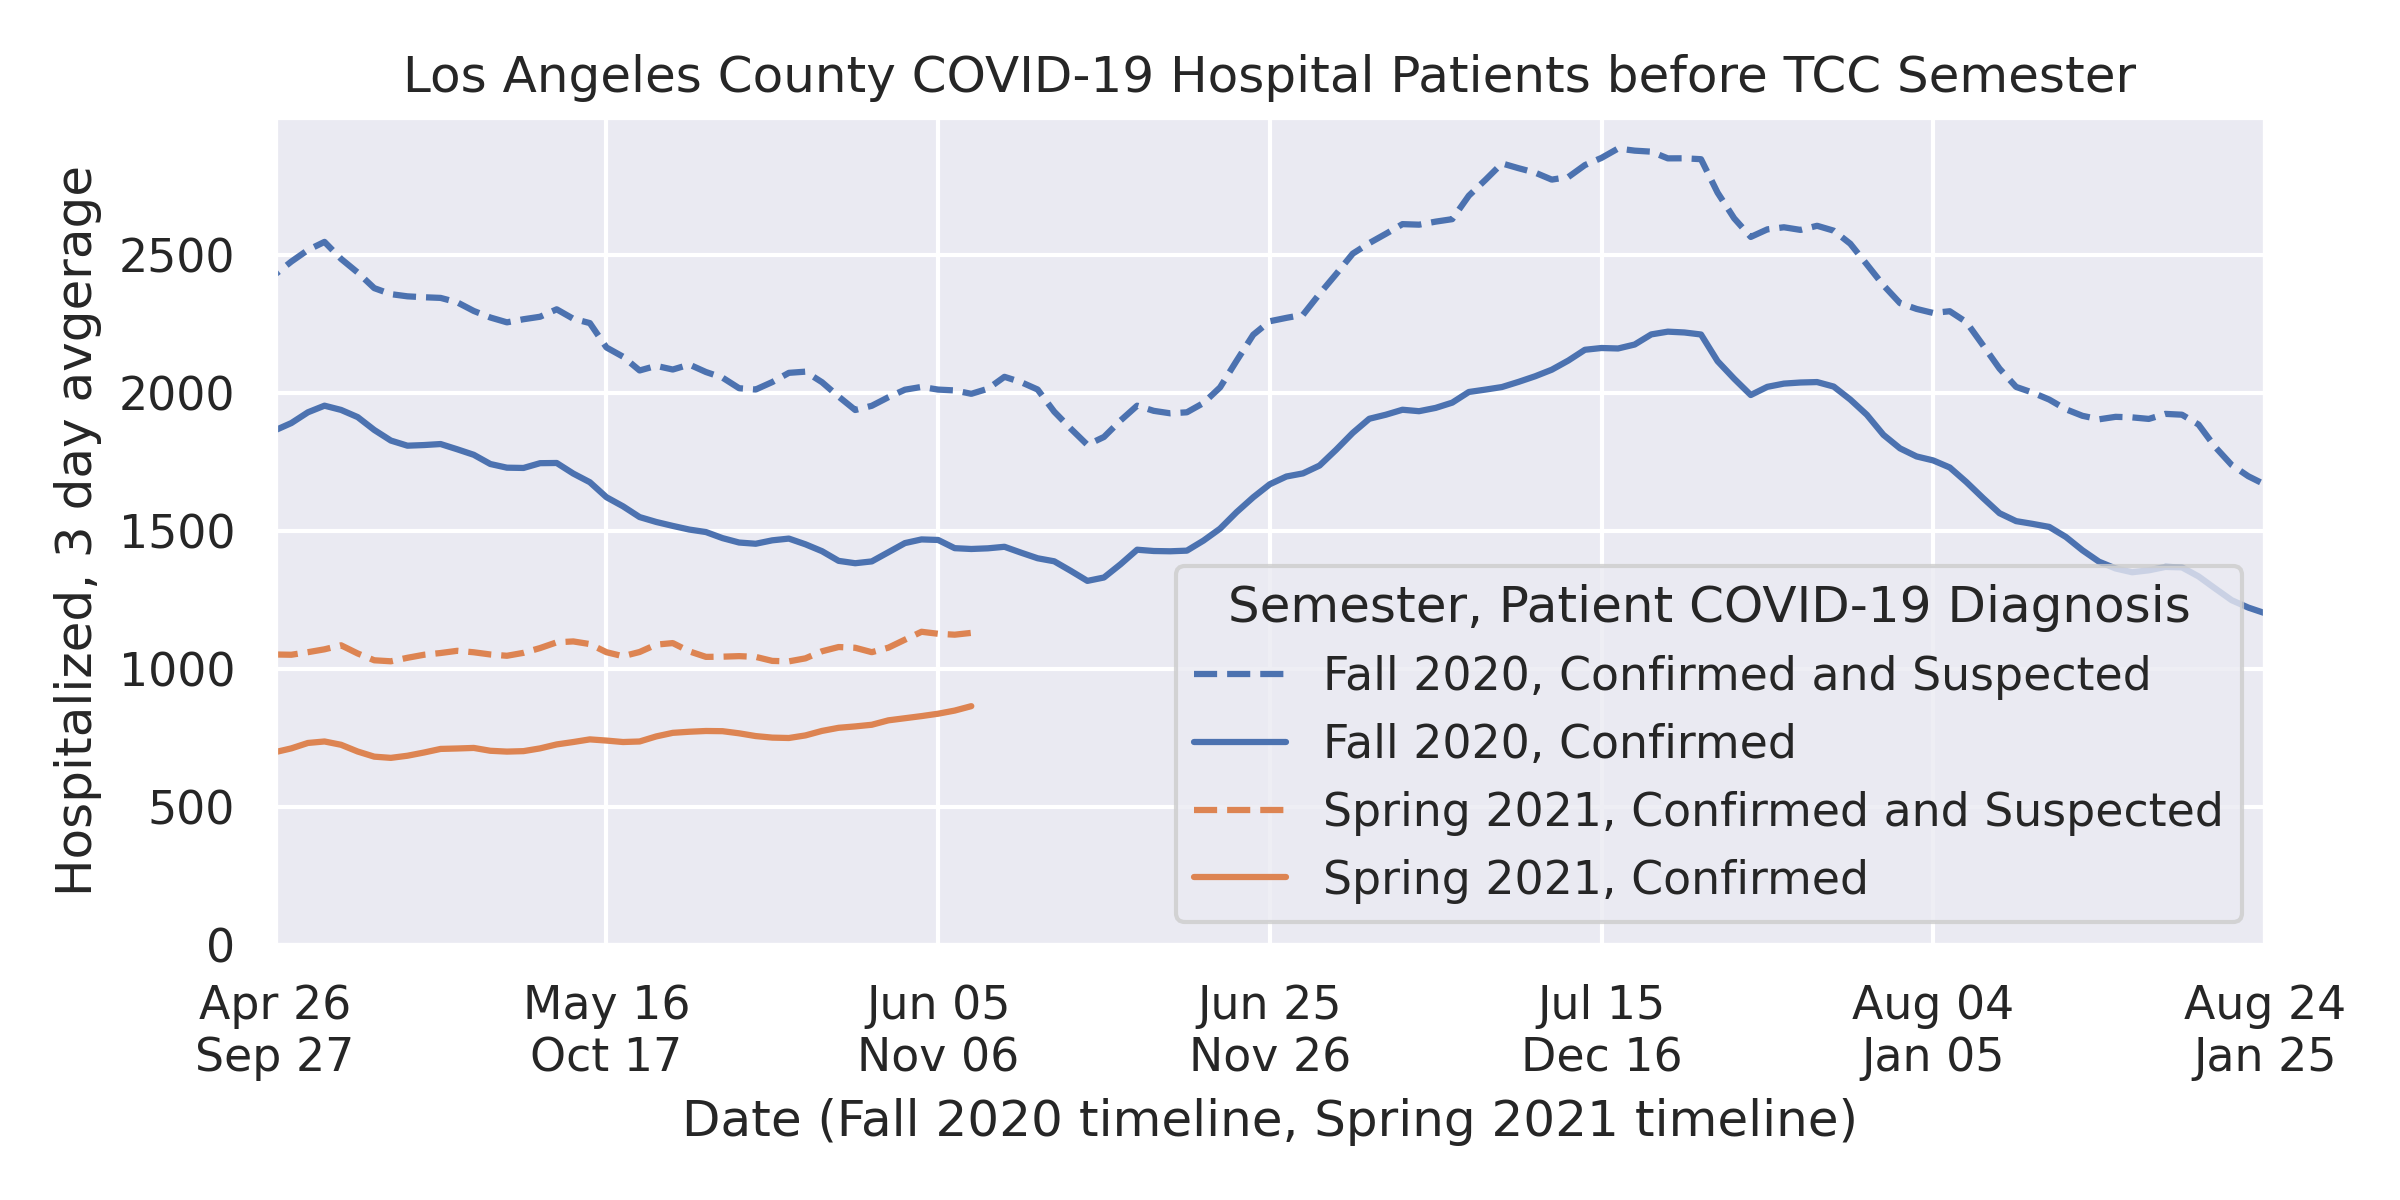 Los Angeles County COVID-19 Hospital Patients before TCC Semester
Hospitalized, 3 day avgerage
2500
2000
1500
1000
500
0
Semester, Patient COVID-19 Diagnosis
Fall 2020, Confirmed and Suspected
Fall 2020, Confirmed
Spring 2021, Confirmed and Suspected
Spring 2021, Confirmed
Apr 26 May 16 Jun 05 Jun 25 Jul 15 Aug 04 Aug 24
Sep 27 Oct 17 Nov 06 Nov 26 Dec 16 Jan 05 Jan 25
Date (Fall 2020 timeline, Spring 2021 timeline)